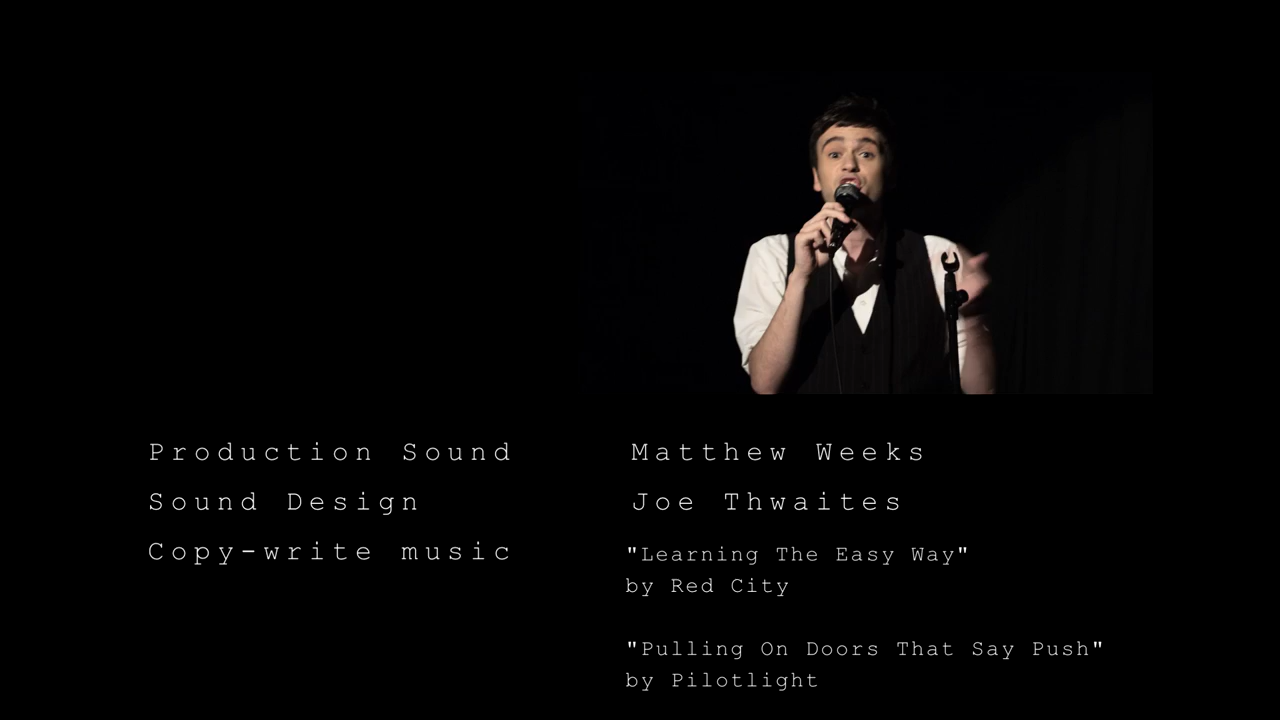 Production Sound Matthew Weeks
Sound Design Joe Thwaites
Copy-write music "Learning The Easy Way"
by Red City
"Pulling On Doors That Say Push"
by Pilotlight